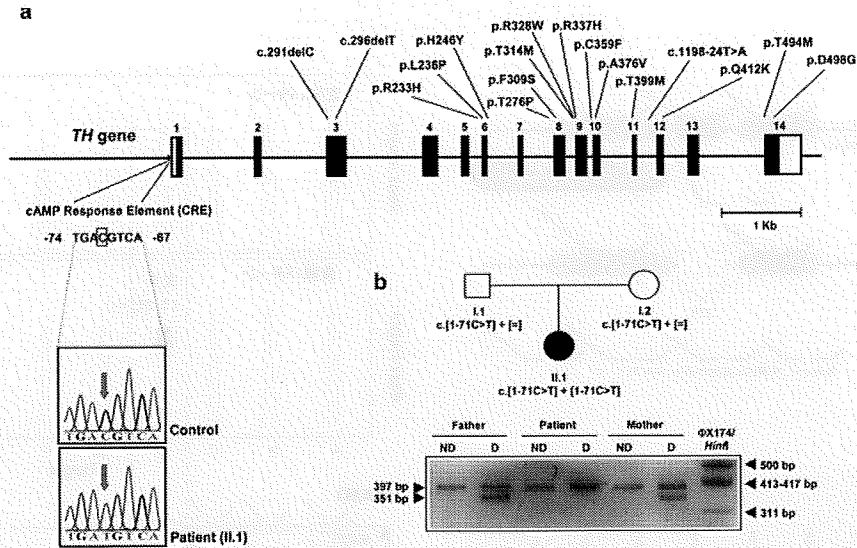 a
p.R328W
p.R337H
c.296delT
p.H246Y
p.T314M
p.C359F
c.1198-24T>A
p.T494M
c.291delC
p.L236P
p.F309S
p.A376V
p.Q412K
p.D498G
p.R233H
p.T276P
p.T399M
TH gene
1 2 3 4 5 6 7 8 9 10 11 12 13 14
cAMP Response Element (CRE)
1 Kb
-74 TGACGTCA -67
b
I.1
c.[1-71C>T] + [=]
I.2
c.[1-71C>T] + [=]
II.1
c.[1-71C>T] + [1-71C>T]
TGACGTCA
Control
TGATGTCA
Patient (II.1)
Father Patient Mother ΦX174/
HinfI
ND D ND D ND D
397 bp
351 bp
500 bp
413-417 bp
311 bp